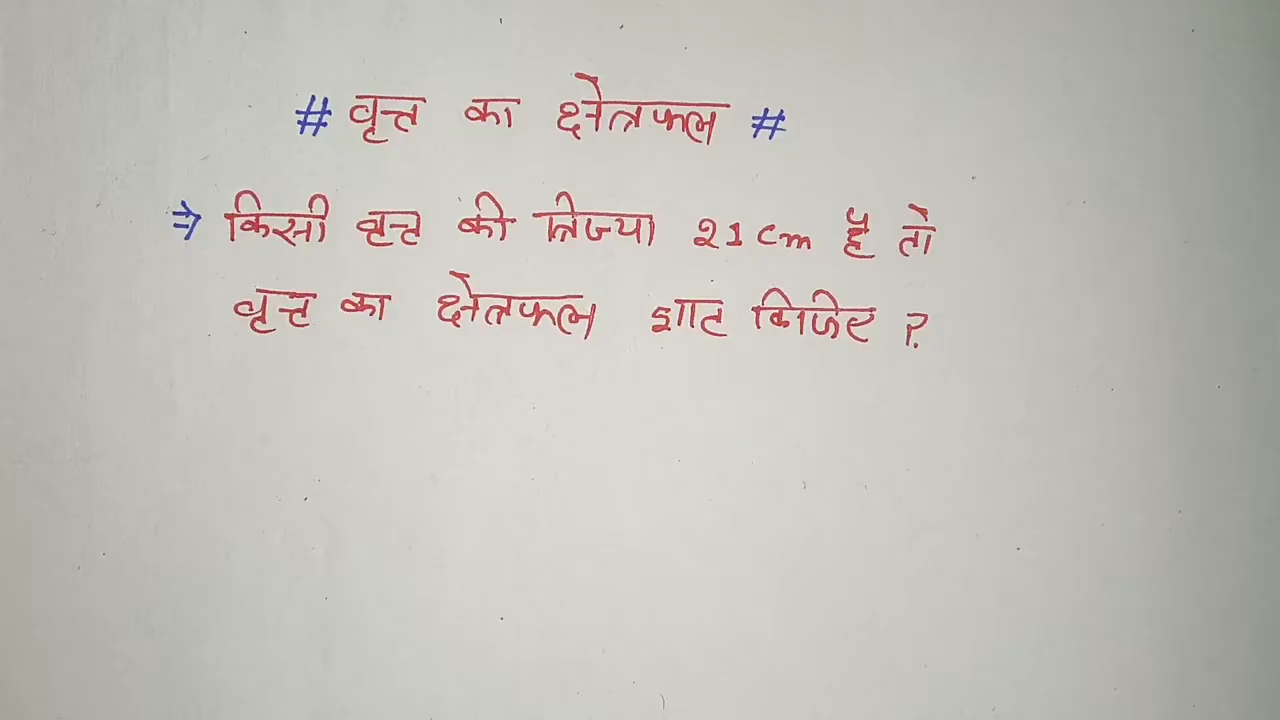 # वृत्त का क्षेत्रफल #
⇒ किसी वृत्त की त्रिज्या 21 cm है तो
वृत्त का क्षेत्रफल ज्ञात किजिए ?